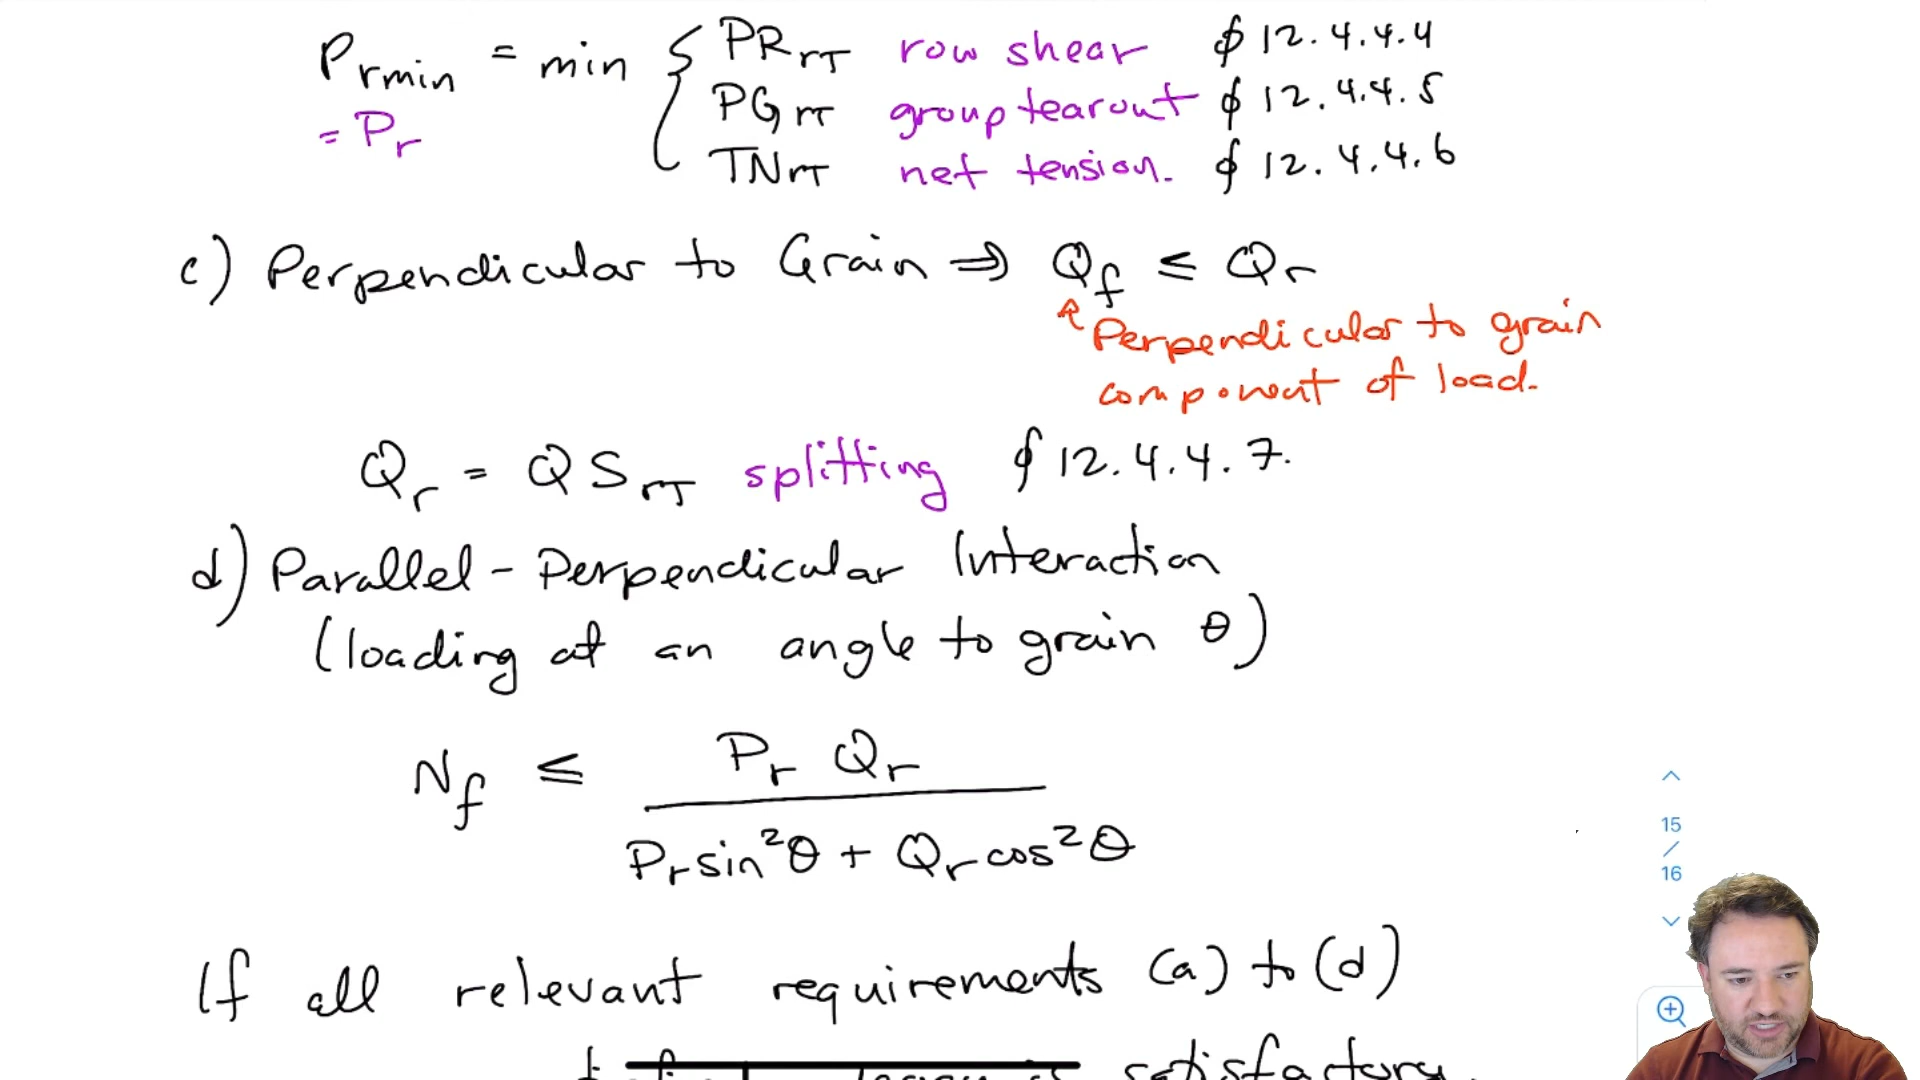 Prmin = min { PRrT row shear § 12.4.4.4
= Pr PGrT group tearout § 12.4.4.5
TNrT net tension. § 12.4.4.6
c) Perpendicular to Grain ⇒ Qf ≤ Qr
↑ Perpendicular to grain
component of load.
Qr = QSrT splitting § 12.4.4.7.
d) Parallel - Perpendicular Interaction
(loading at an angle to grain θ)
Nf ≤ Pr Qr
Pr sin²θ + Qr cos²θ
15
/
16
If all relevant requirements (a) to (d)
satisfactory.